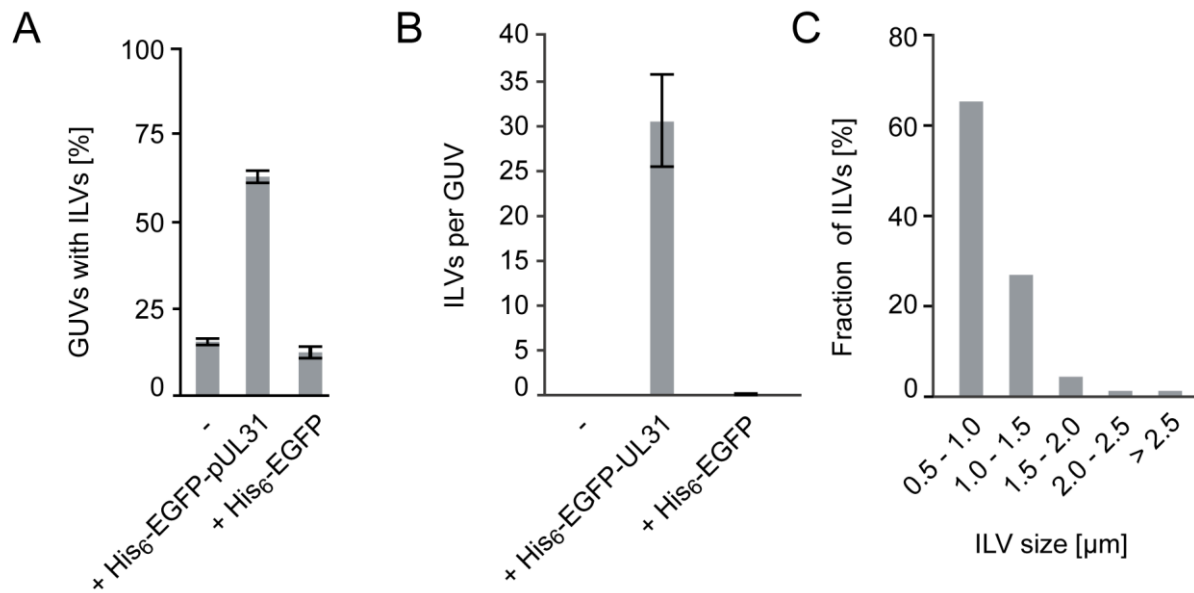 A
GUVs with ILVs [%]
100
75
50
25
0
-
+ His₆-EGFP-pUL31
+ His₆-EGFP
B
ILVs per GUV
40
35
30
25
20
15
10
5
0
-
+ His₆-EGFP-UL31
+ His₆-EGFP
C
Fraction of ILVs [%]
80
60
40
20
0
0.5 - 1.0
1.0 - 1.5
1.5 - 2.0
2.0 - 2.5
> 2.5
ILV size [µm]